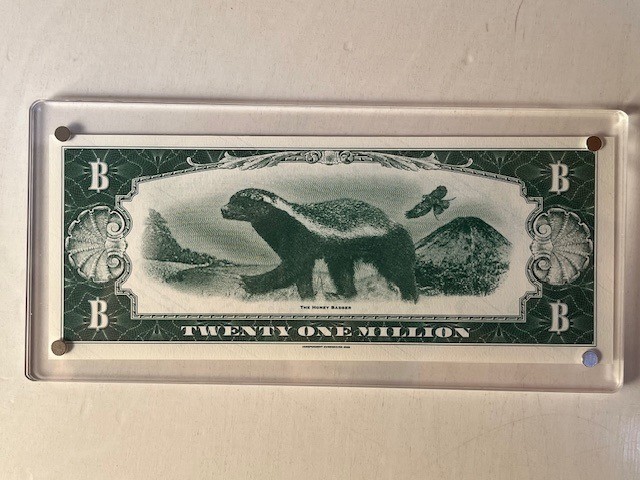 B B
THE HONEY BADGER
B B
TWENTY ONE MILLION